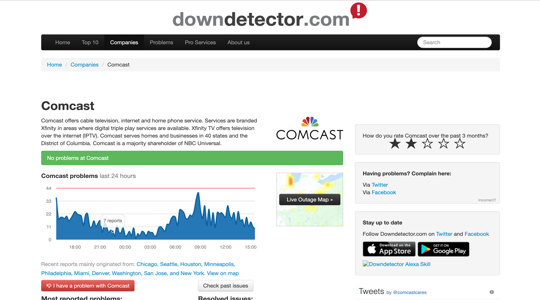 downdetector.com
Home Top 10 Companies Problems Pro Services About us Search
Home / Companies / Comcast
Comcast
Comcast offers cable television, internet and home phone service. Services are branded
Xfinity in areas where digital triple play services are available. Xfinity TV offers television
over the internet (IPTV). Comcast serves homes and businesses in 40 states and the
District of Columbia. Comcast is a majority shareholder of NBC Universal.
COMCAST
No problems at Comcast
Comcast problems last 24 hours
44
34
23
11
0
7 reports
18:00 21:00 00:00 03:00 06:00 09:00 12:00 15:00
Live Outage Map »
Recent reports mainly originated from: Chicago, Seattle, Houston, Minneapolis,
Philadelphia, Miami, Denver, Washington, San Jose, and New York. View on map
I have a problem with Comcast
Check past issues
Most reported problems:
Resolved issues:
How do you rate Comcast over the past 3 months?
Having problems? Complain here:
Via Twitter
Via Facebook
Stay up to date
Follow Downdetector.com on Twitter and Facebook
Download on the
App Store
GET IT ON
Google Play
Downdetector Alexa Skill
Tweets by @comcastcares